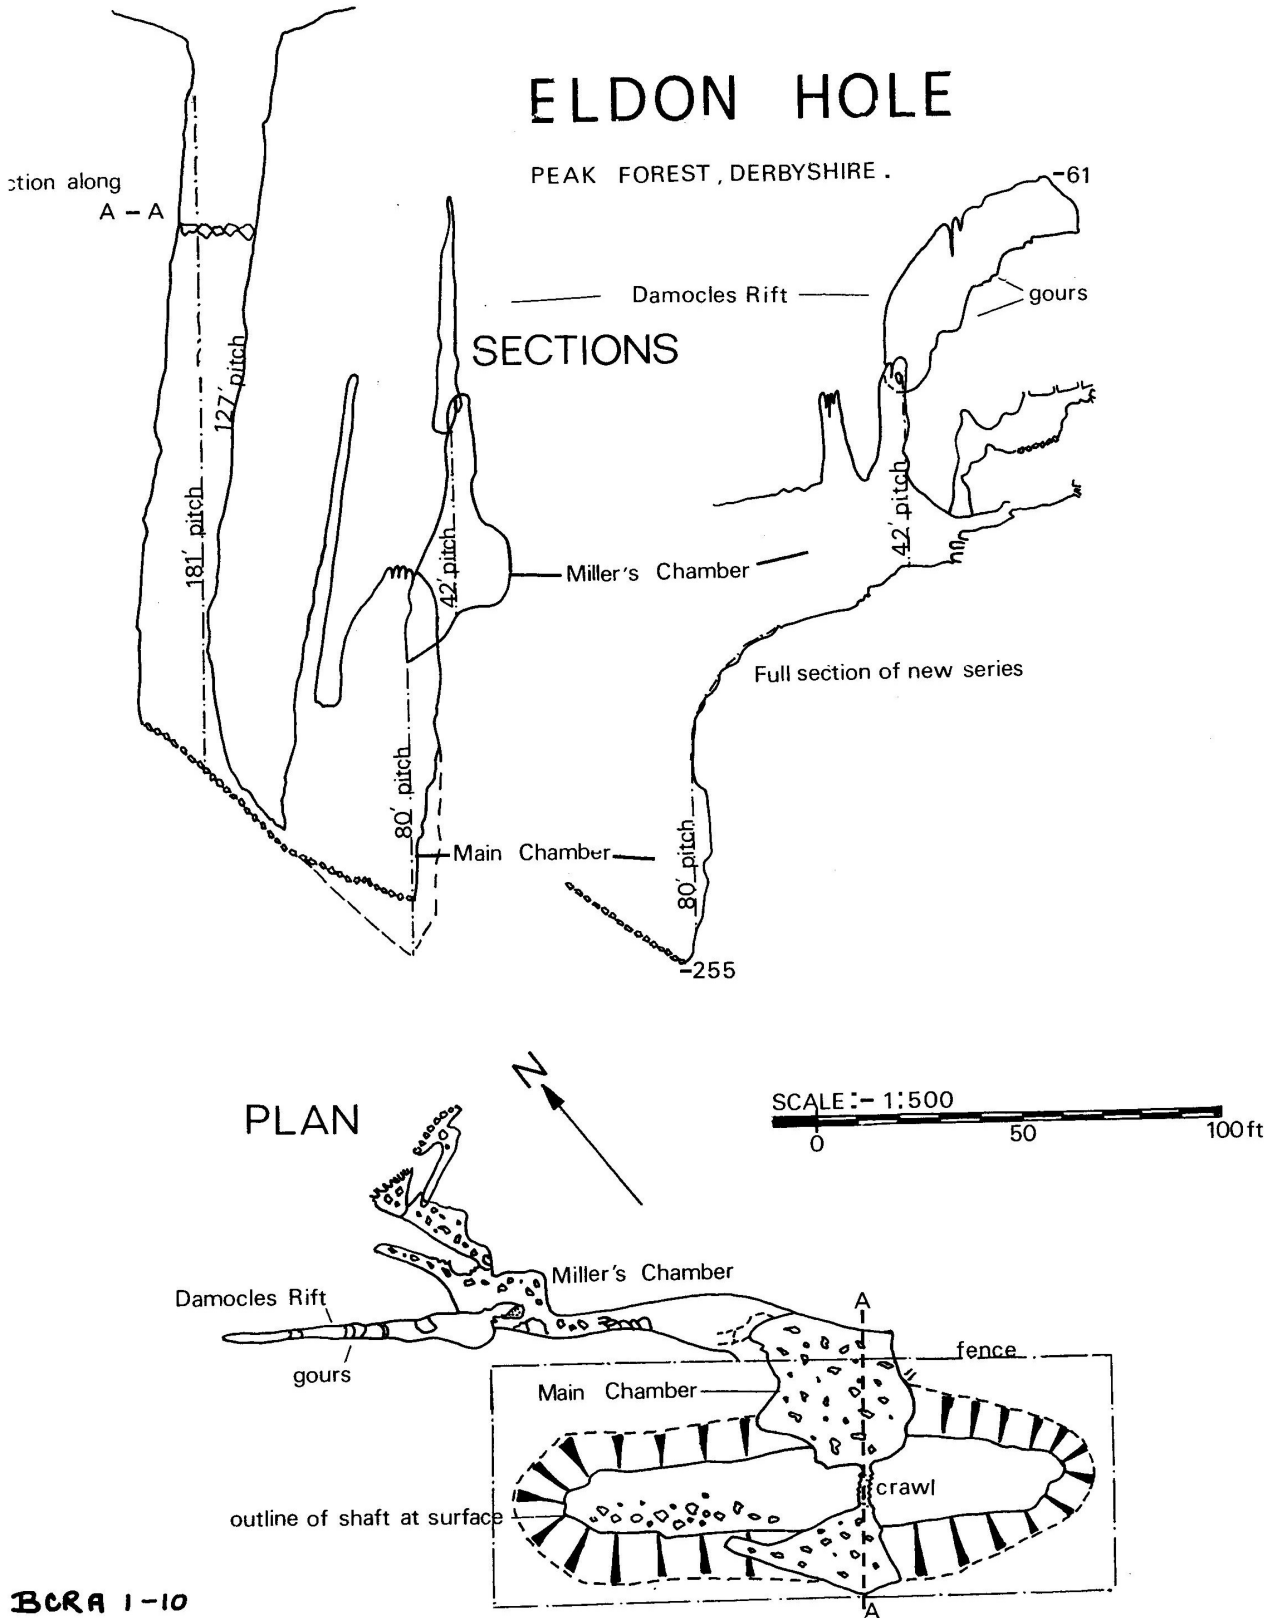 ELDON HOLE
PEAK FOREST, DERBYSHIRE.
ction along
A - A
-61
Damocles Rift
gours
SECTIONS
127' pitch
181' pitch
42' pitch
42' pitch
Miller's Chamber
Full section of new series
80' pitch
80' pitch
Main Chamber
-255
N
PLAN
SCALE:- 1:500
0
50
100ft
Miller's Chamber
Damocles Rift
A
gours
fence
Main Chamber
crawl
outline of shaft at surface
A
BCRA 1-10